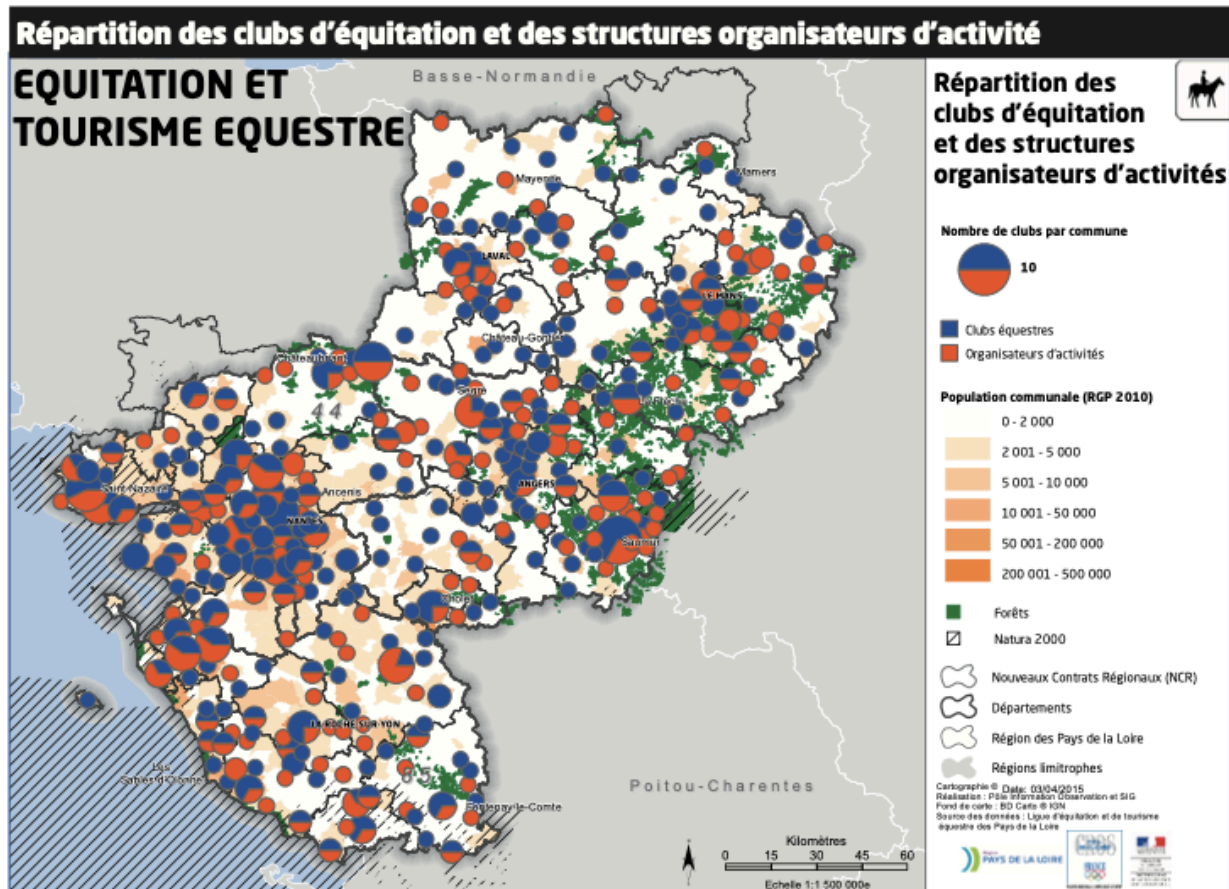 Répartition des clubs d'équitation et des structures organisateurs d'activité
EQUITATION ET
TOURISME EQUESTRE
Basse-Normandie
Mayenne
Mamers
LAVAL
LE MANS
Château-Gontier
Châteaubriant
Segré
La Flèche
44
Saint-Nazaire
Ancenis
ANGERS
NANTES
Saumur
Cholet
LA ROCHE-SUR-YON
Les
Sables-d'Olonne
85
Fontenay-le-Comte
Poitou-Charentes
Kilomètres
0 15 30 45 60
Echelle 1:1 500 000e
Répartition des
clubs d'équitation
et des structures
organisateurs d'activités
Nombre de clubs par commune
10
Clubs équestres
Organisateurs d'activités
Population communale (RGP 2010)
0 - 2 000
2 001 - 5 000
5 001 - 10 000
10 001 - 50 000
50 001 - 200 000
200 001 - 500 000
Forêts
Natura 2000
Nouveaux Contrats Régionaux (NCR)
Départements
Région des Pays de la Loire
Régions limitrophes
Cartographie © Date: 03/04/2015
Réalisation : Pôle Information Observation et SIG
Fond de carte : BD Carto ® IGN
Source des données : Ligue d'équitation et de tourisme
équestre des Pays de la Loire
Région
PAYS DE LA LOIRE
CROS